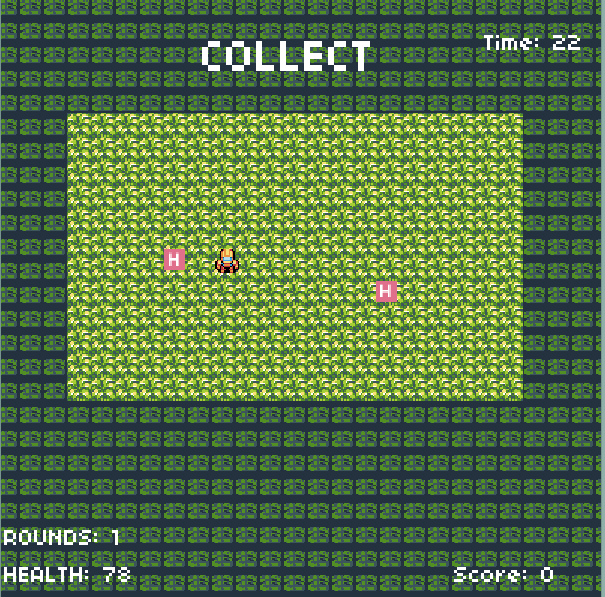 Time: 22
COLLECT
H
H
ROUNDS: 1
HEALTH: 78
Score: 0